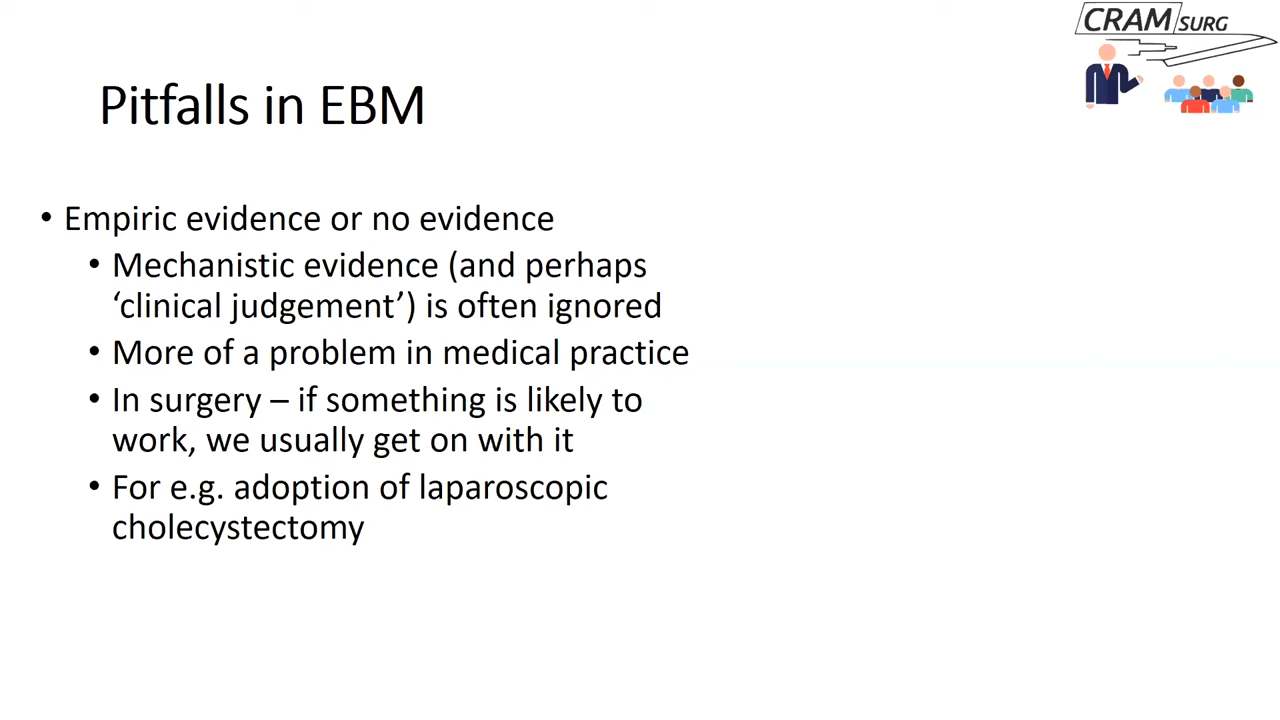 CRAM SURG
Pitfalls in EBM
• Empiric evidence or no evidence
• Mechanistic evidence (and perhaps
‘clinical judgement’) is often ignored
• More of a problem in medical practice
• In surgery – if something is likely to
work, we usually get on with it
• For e.g. adoption of laparoscopic
cholecystectomy